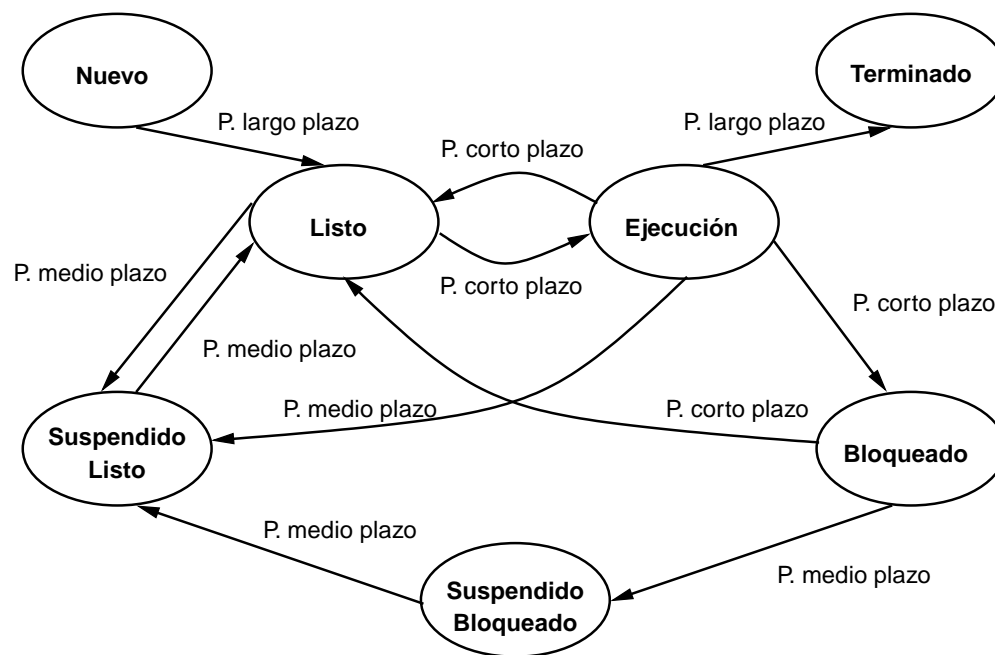 Nuevo
Terminado
P. largo plazo
P. largo plazo
P. corto plazo
Listo
Ejecución
P. medio plazo
P. corto plazo
P. corto plazo
P. medio plazo
P. medio plazo
P. corto plazo
Suspendido
Listo
Bloqueado
P. medio plazo
P. medio plazo
Suspendido
Bloqueado